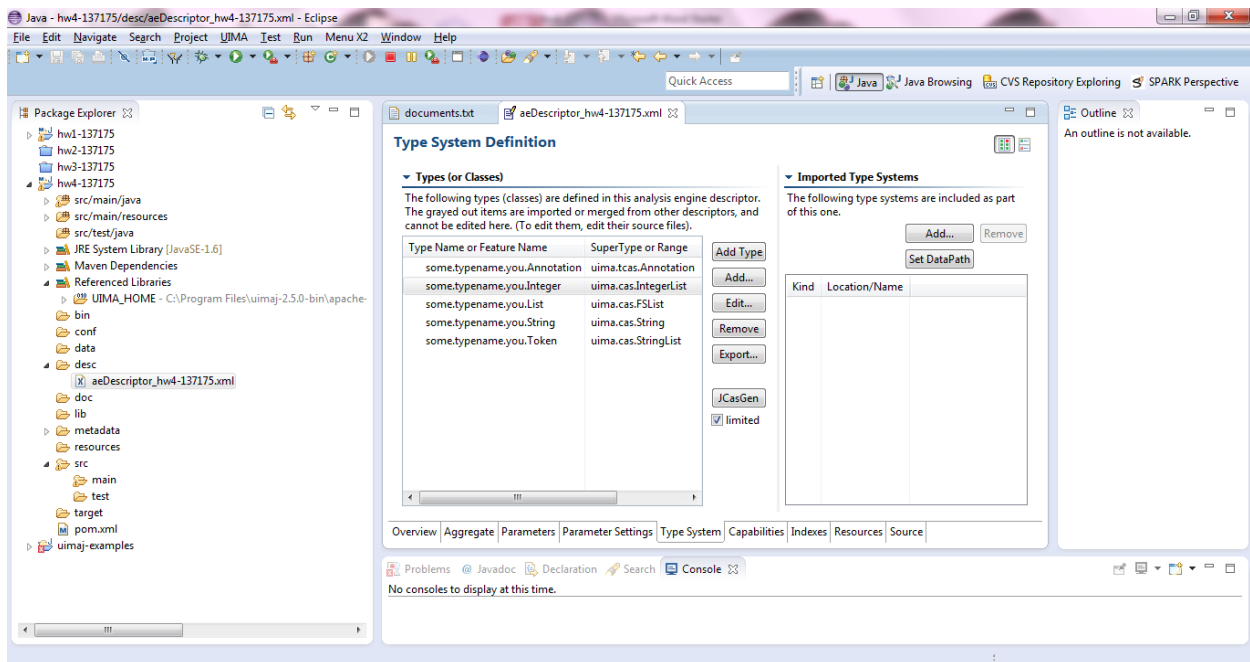 Java - hw4-137175/desc/aeDescriptor_hw4-137175.xml - Eclipse
File Edit Navigate Search Project UIMA Test Run Menu X2 Window Help
Quick Access
Java Java Browsing CVS Repository Exploring SPARK Perspective
Package Explorer
hw1-137175
hw2-137175
hw3-137175
hw4-137175
src/main/java
src/main/resources
src/test/java
JRE System Library [JavaSE-1.6]
Maven Dependencies
Referenced Libraries
UIMA_HOME - C:\Program Files\uimaj-2.5.0-bin\apache-
bin
conf
data
desc
aeDescriptor_hw4-137175.xml
doc
lib
metadata
resources
src
main
test
target
pom.xml
uimaj-examples
documents.txt aeDescriptor_hw4-137175.xml
Type System Definition
Types (or Classes)
The following types (classes) are defined in this analysis engine descriptor.
The grayed out items are imported or merged from other descriptors, and
cannot be edited here. (To edit them, edit their source files).
Type Name or Feature Name SuperType or Range
some.typename.you.Annotation uima.tcas.Annotation
some.typename.you.Integer uima.cas.IntegerList
some.typename.you.List uima.cas.FSList
some.typename.you.String uima.cas.String
some.typename.you.Token uima.cas.StringList
Add Type
Add...
Edit...
Remove
Export...
JCasGen
limited
Imported Type Systems
The following type systems are included as part
of this one.
Add... Remove
Set DataPath
Kind Location/Name
Overview Aggregate Parameters Parameter Settings Type System Capabilities Indexes Resources Source
Outline
An outline is not available.
Problems @ Javadoc Declaration Search Console
No consoles to display at this time.